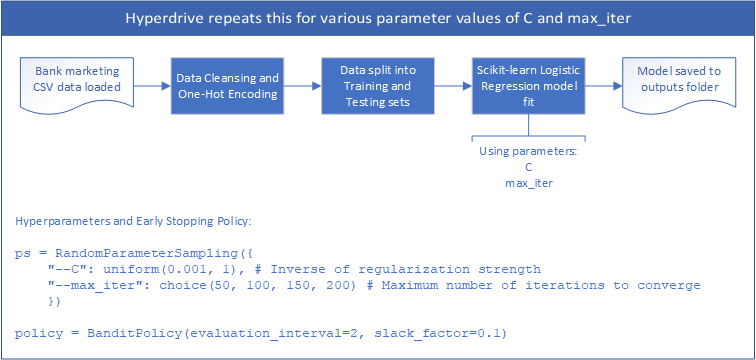 Hyperdrive repeats this for various parameter values of C and max_iter
Bank marketing
CSV data loaded
Data Cleansing and
One-Hot Encoding
Data split into
Training and
Testing sets
Scikit-learn Logistic
Regression model
fit
Model saved to
outputs folder
Using parameters:
C
max_iter
Hyperparameters and Early Stopping Policy:
ps = RandomParameterSampling({
    "--C": uniform(0.001, 1), # Inverse of regularization strength
    "--max_iter": choice(50, 100, 150, 200) # Maximum number of iterations to converge
    })
policy = BanditPolicy(evaluation_interval=2, slack_factor=0.1)